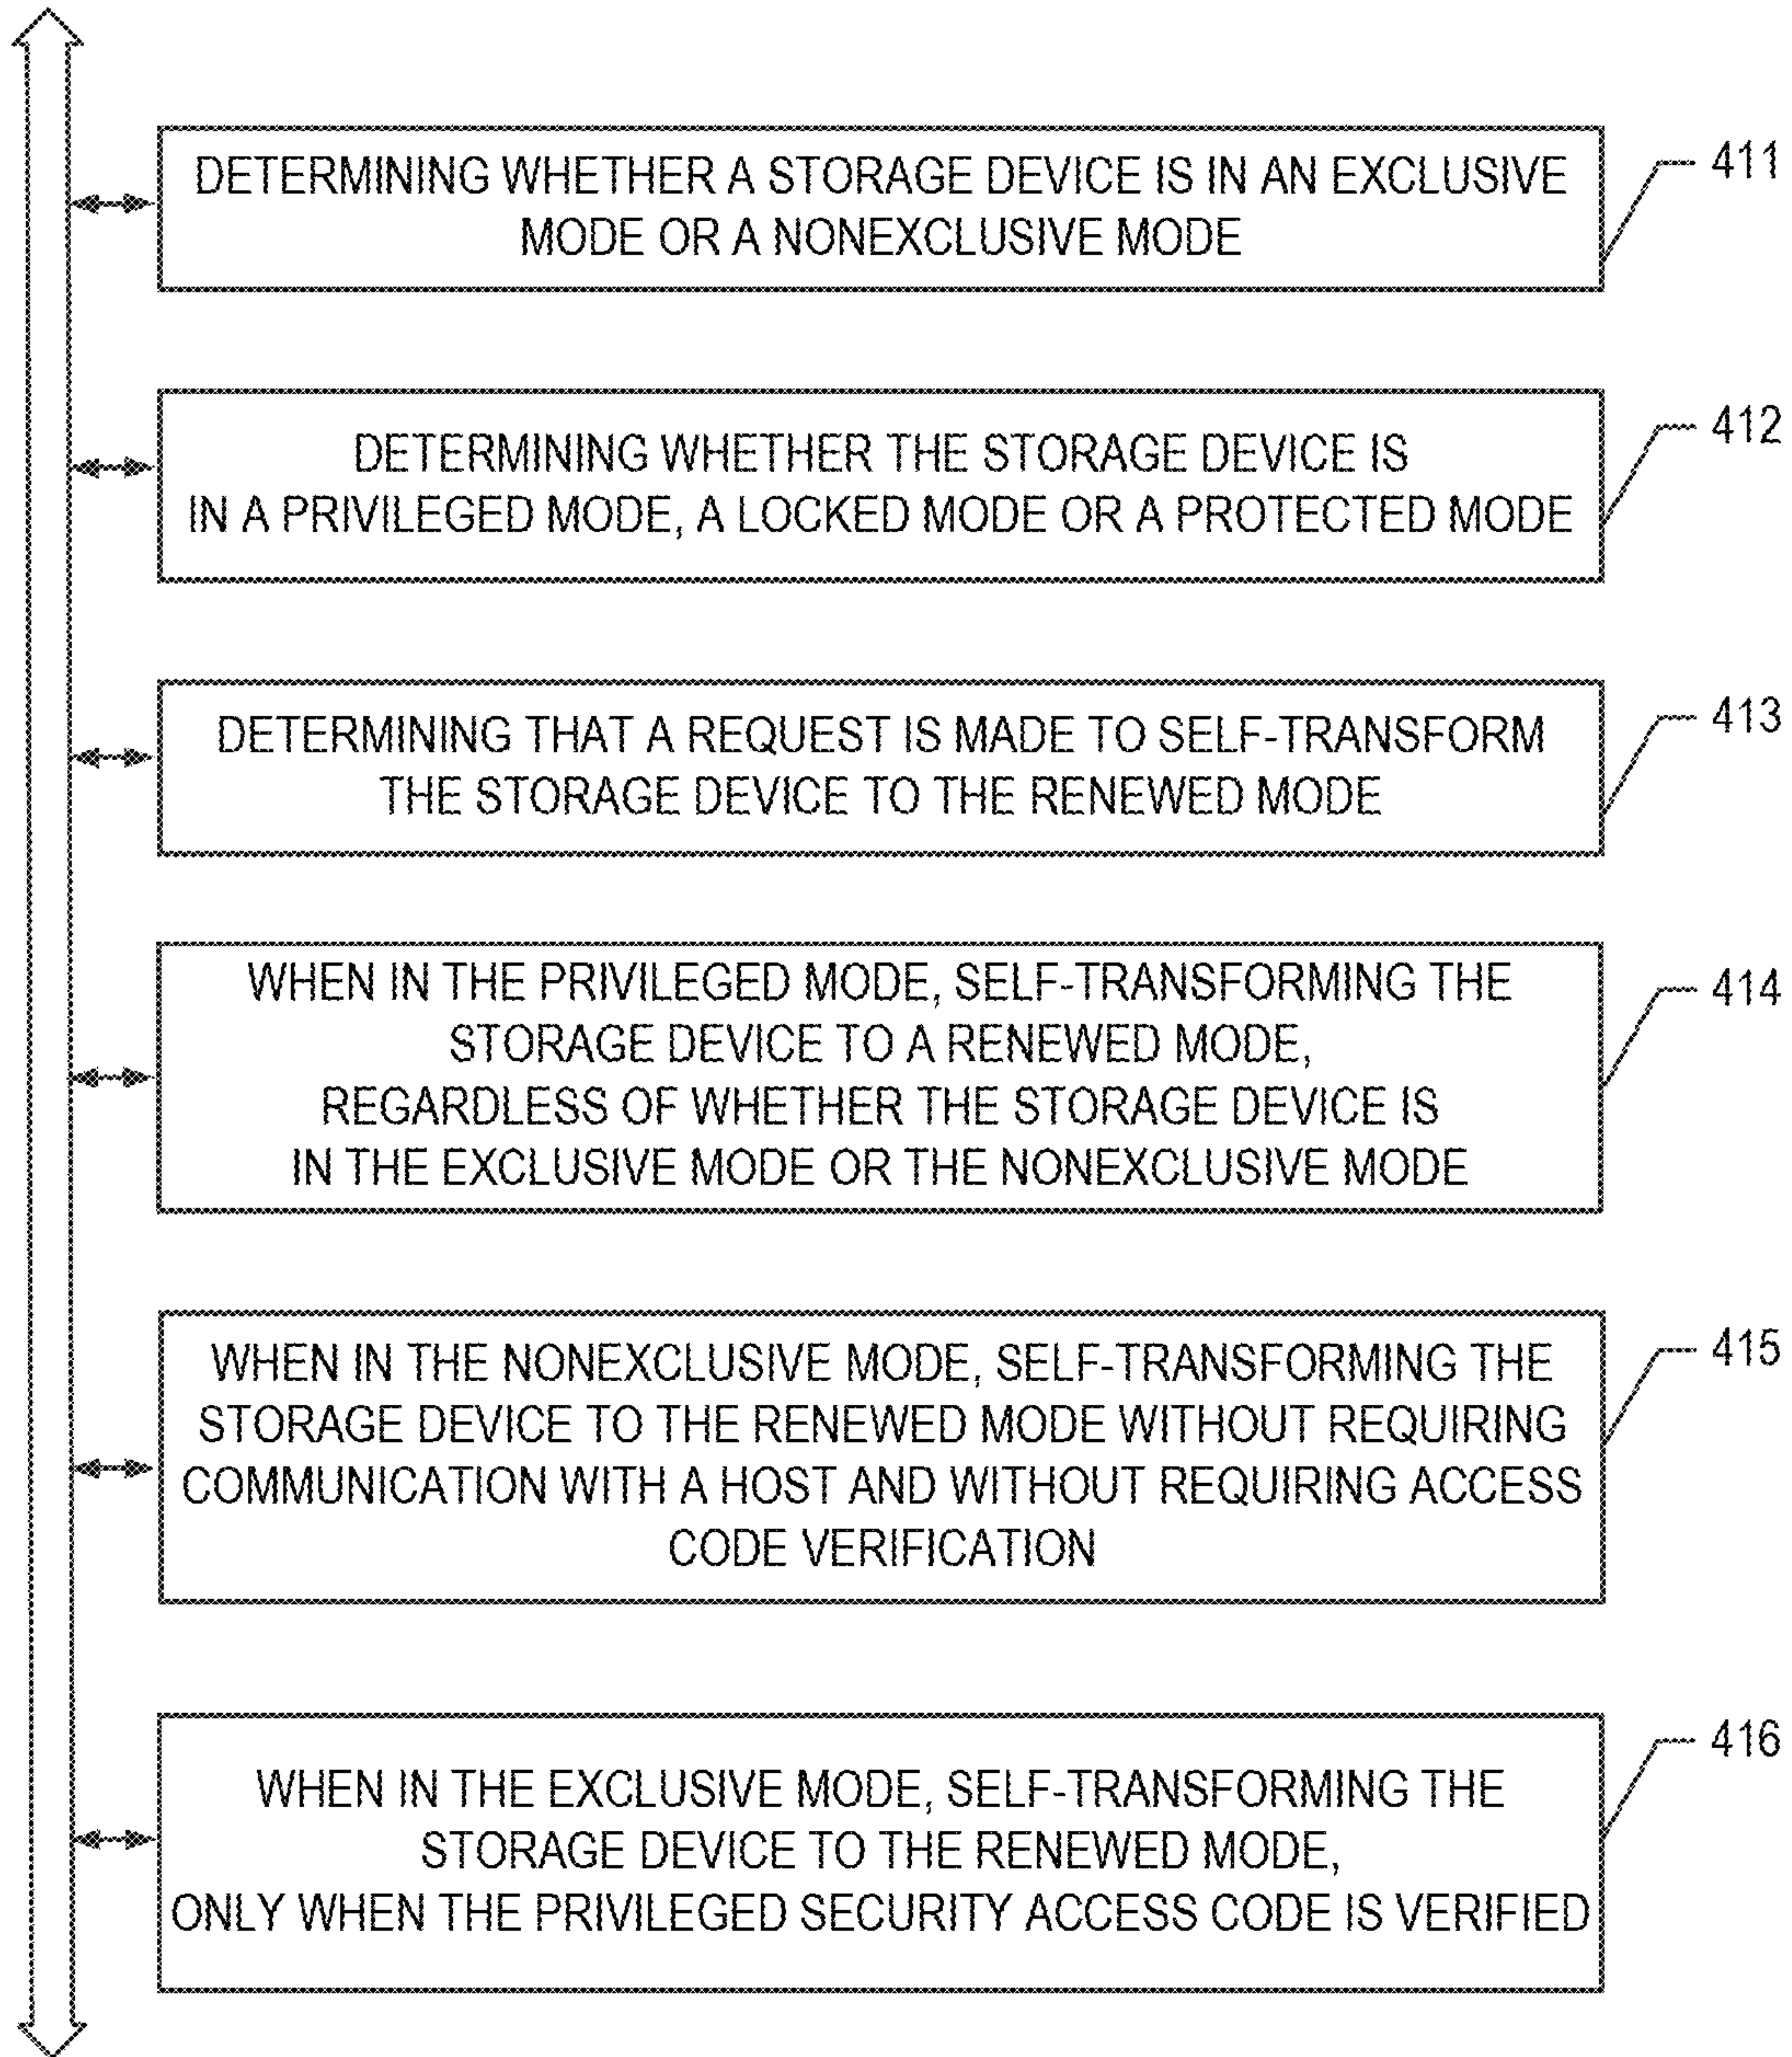 DETERMINING WHETHER A STORAGE DEVICE IS IN AN EXCLUSIVE
MODE OR A NONEXCLUSIVE MODE
411
DETERMINING WHETHER THE STORAGE DEVICE IS
IN A PRIVILEGED MODE, A LOCKED MODE OR A PROTECTED MODE
412
DETERMINING THAT A REQUEST IS MADE TO SELF-TRANSFORM
THE STORAGE DEVICE TO THE RENEWED MODE
413
WHEN IN THE PRIVILEGED MODE, SELF-TRANSFORMING THE
STORAGE DEVICE TO A RENEWED MODE,
REGARDLESS OF WHETHER THE STORAGE DEVICE IS
IN THE EXCLUSIVE MODE OR THE NONEXCLUSIVE MODE
414
WHEN IN THE NONEXCLUSIVE MODE, SELF-TRANSFORMING THE
STORAGE DEVICE TO THE RENEWED MODE WITHOUT REQUIRING
COMMUNICATION WITH A HOST AND WITHOUT REQUIRING ACCESS
CODE VERIFICATION
415
WHEN IN THE EXCLUSIVE MODE, SELF-TRANSFORMING THE
STORAGE DEVICE TO THE RENEWED MODE,
ONLY WHEN THE PRIVILEGED SECURITY ACCESS CODE IS VERIFIED
416